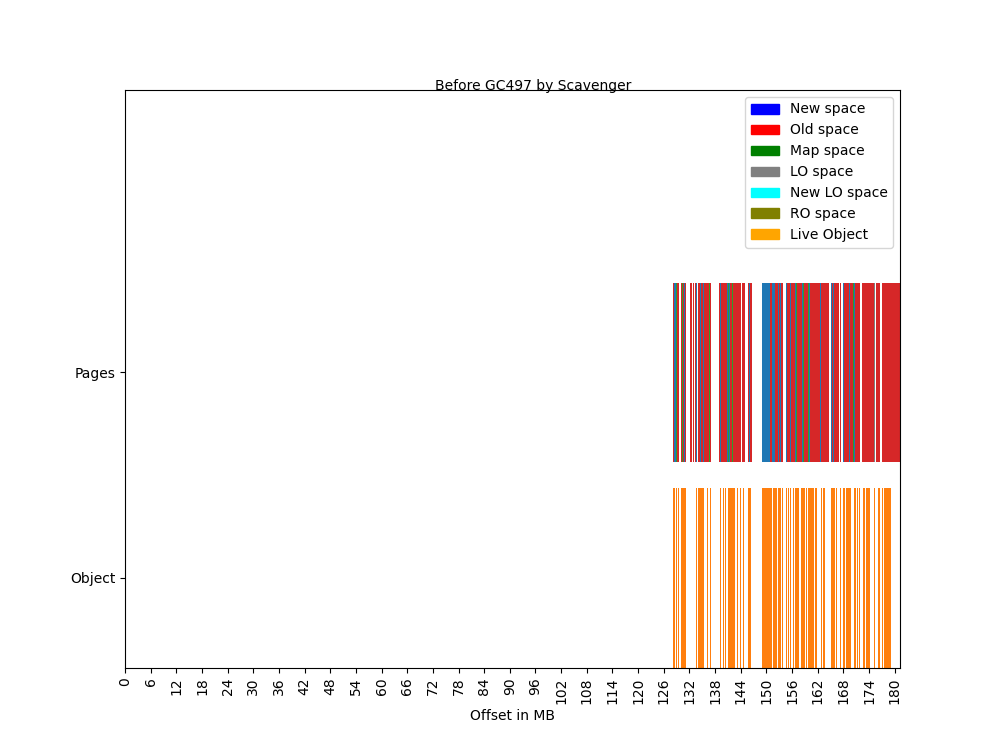 Before GC497 by Scavenger
New space
Old space
Map space
LO space
New LO space
RO space
Live Object
Pages
Object
0 6 12 18 24 30 36 42 48 54 60 66 72 78 84 90 96 102 108 114 120 126 132 138 144 150 156 162 168 174 180
Offset in MB